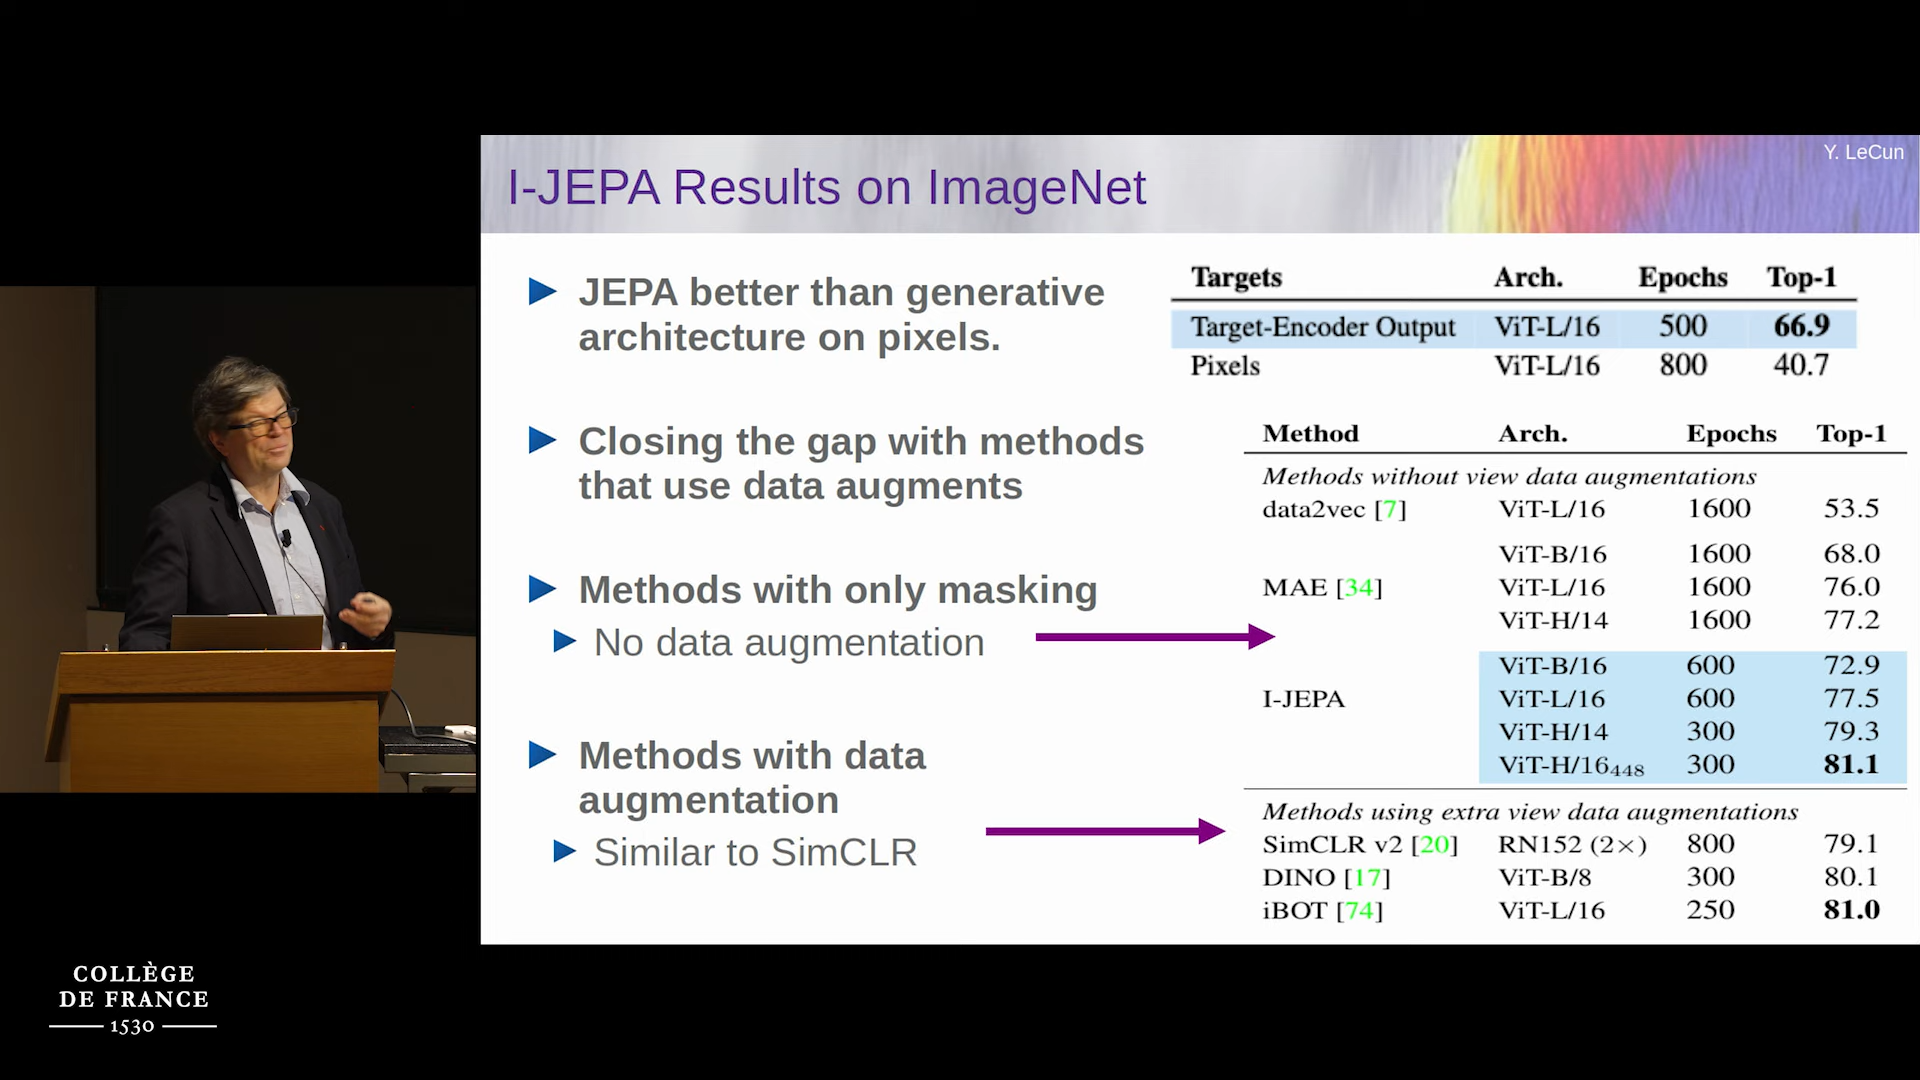 Y. LeCun
I-JEPA Results on ImageNet
JEPA better than generative
architecture on pixels.
Closing the gap with methods
that use data augments
Methods with only masking
No data augmentation
Methods with data
augmentation
Similar to SimCLR
Targets Arch. Epochs Top-1
Target-Encoder Output ViT-L/16 500 66.9
Pixels ViT-L/16 800 40.7
Method Arch. Epochs Top-1
Methods without view data augmentations
data2vec [7] ViT-L/16 1600 53.5
ViT-B/16 1600 68.0
MAE [34] ViT-L/16 1600 76.0
ViT-H/14 1600 77.2
ViT-B/16 600 72.9
I-JEPA ViT-L/16 600 77.5
ViT-H/14 300 79.3
ViT-H/16448 300 81.1
Methods using extra view data augmentations
SimCLR v2 [20] RN152 (2×) 800 79.1
DINO [17] ViT-B/8 300 80.1
iBOT [74] ViT-L/16 250 81.0
COLLÈGE
DE FRANCE
1530